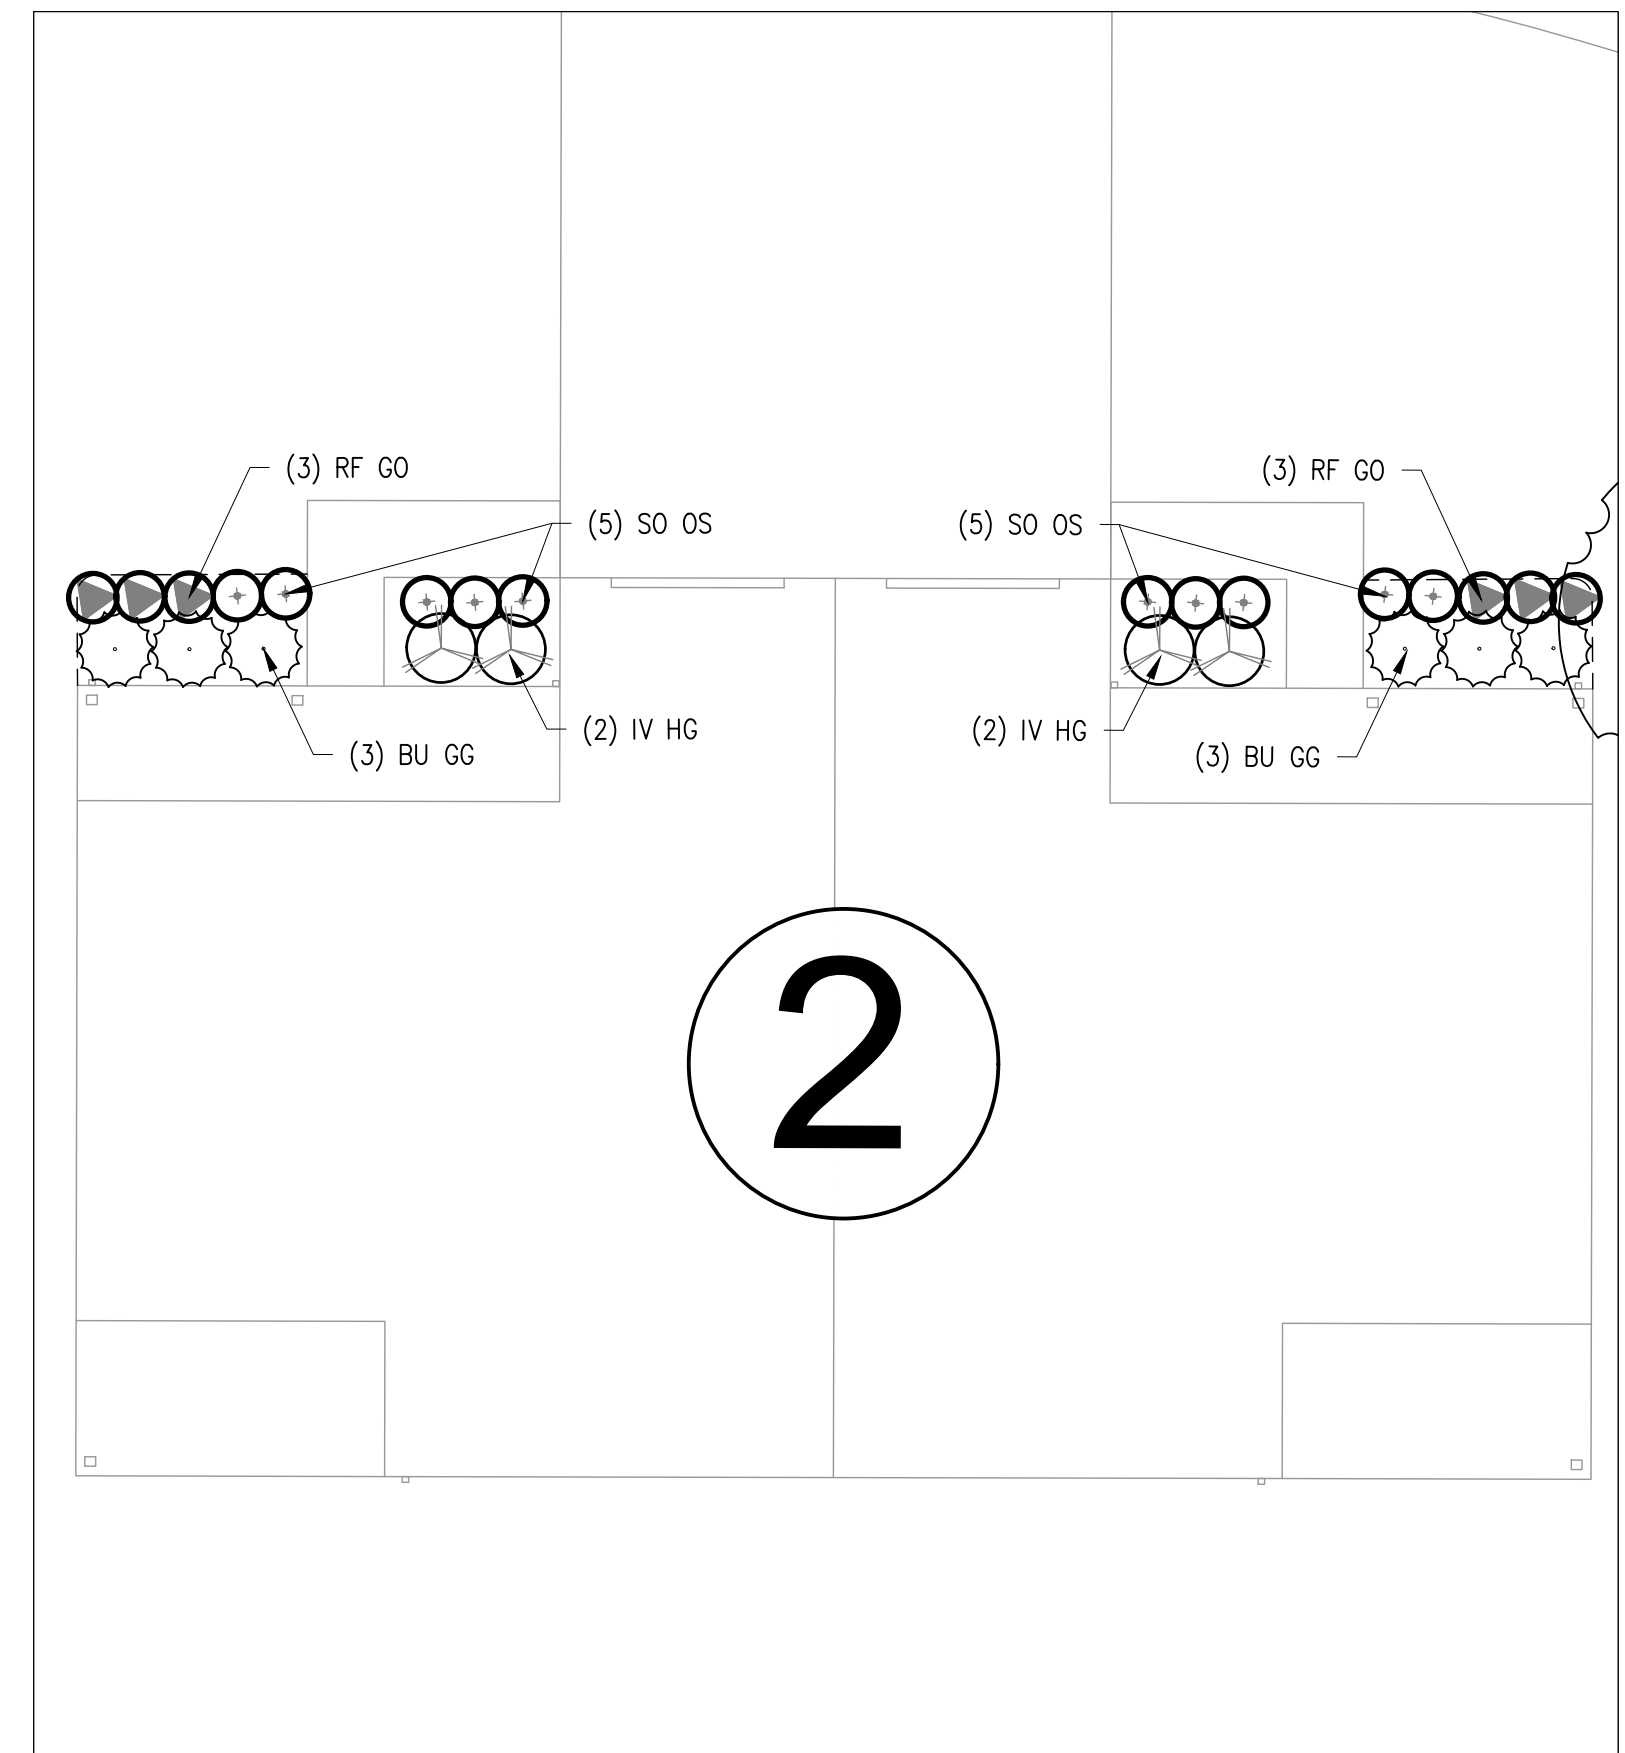 (3) RF GO
(3) RF GO
(5) SO OS
(5) SO OS
(2) IV HG
(2) IV HG
(3) BU GG
(3) BU GG
2